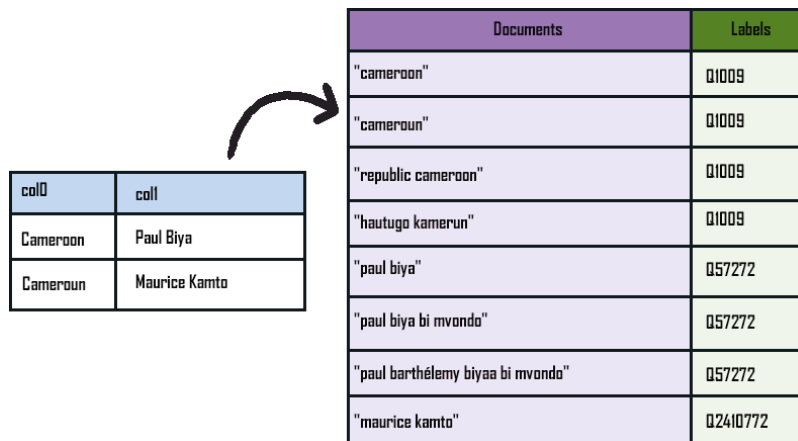 col0 col1
Cameroon Paul Biya
Cameroun Maurice Kamto
Documents Labels
"cameroon" Q1009
"cameroun" Q1009
"republic cameroon" Q1009
"hautugo kamerun" Q1009
"paul biya" Q57272
"paul biya bi mvondo" Q57272
"paul barthélemy biyaa bi mvondo" Q57272
"maurice kamto" Q2410772